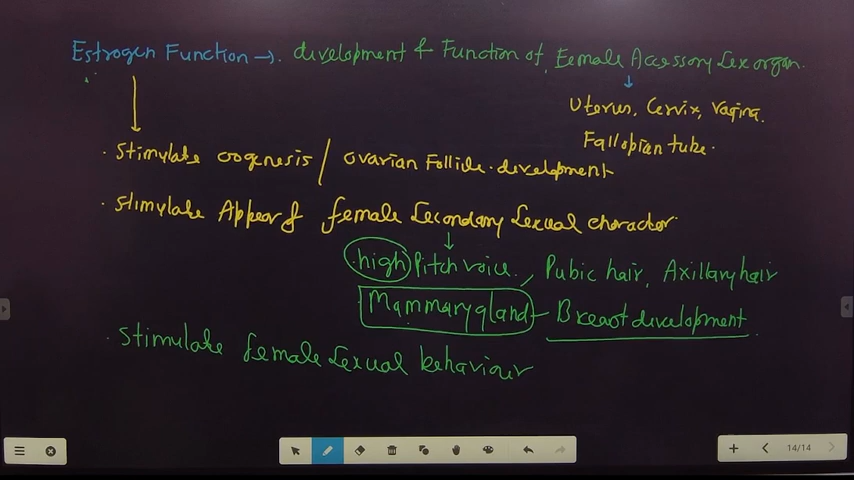 Estrogen Function →. development & Function of, Female Accessory Sex organ.
Uterus, Cervix, Vagina.
Fallopian tube.
. Stimulate oogenesis / ovarian Follicle. development
. Stimulate Appear of female Secondary Sexual character.
high Pitch voice, Pubic hair, Axillary hair
Mammary gland - Breast development
. Stimulate female Sexual behaviour
14/14